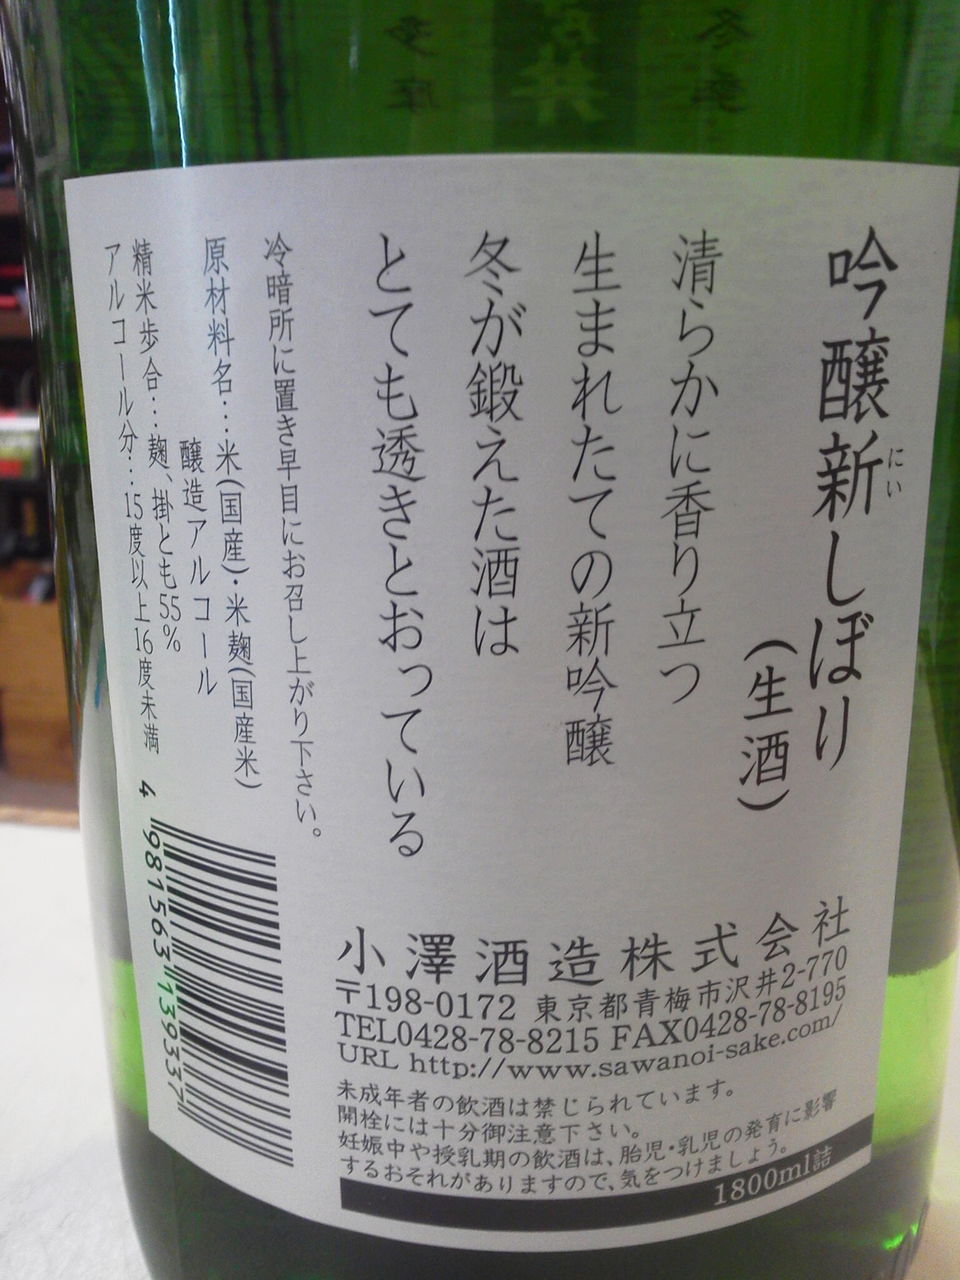 吟醸新しぼり
にい
(生酒)
清らかに香り立つ
生まれたての新吟醸
冬が鍛えた酒は
とても透きとおっている
冷暗所に置き早目にお召し上がり下さい。
原材料名…米(国産)・米麹(国産米)
醸造アルコール
精米歩合…麹、掛とも55%
アルコール分…15度以上16度未満
4 981563 139337
小澤酒造株式会社
〒198-0172 東京都青梅市沢井2-770
TEL0428-78-8215 FAX0428-78-8195
URL http://www.sawanoi-sake.com/
未成年者の飲酒は禁じられています。
開栓には十分御注意下さい。
妊娠中や授乳期の飲酒は、胎児・乳児の発育に影響
するおそれがありますので、気をつけましょう。
1800ml詰